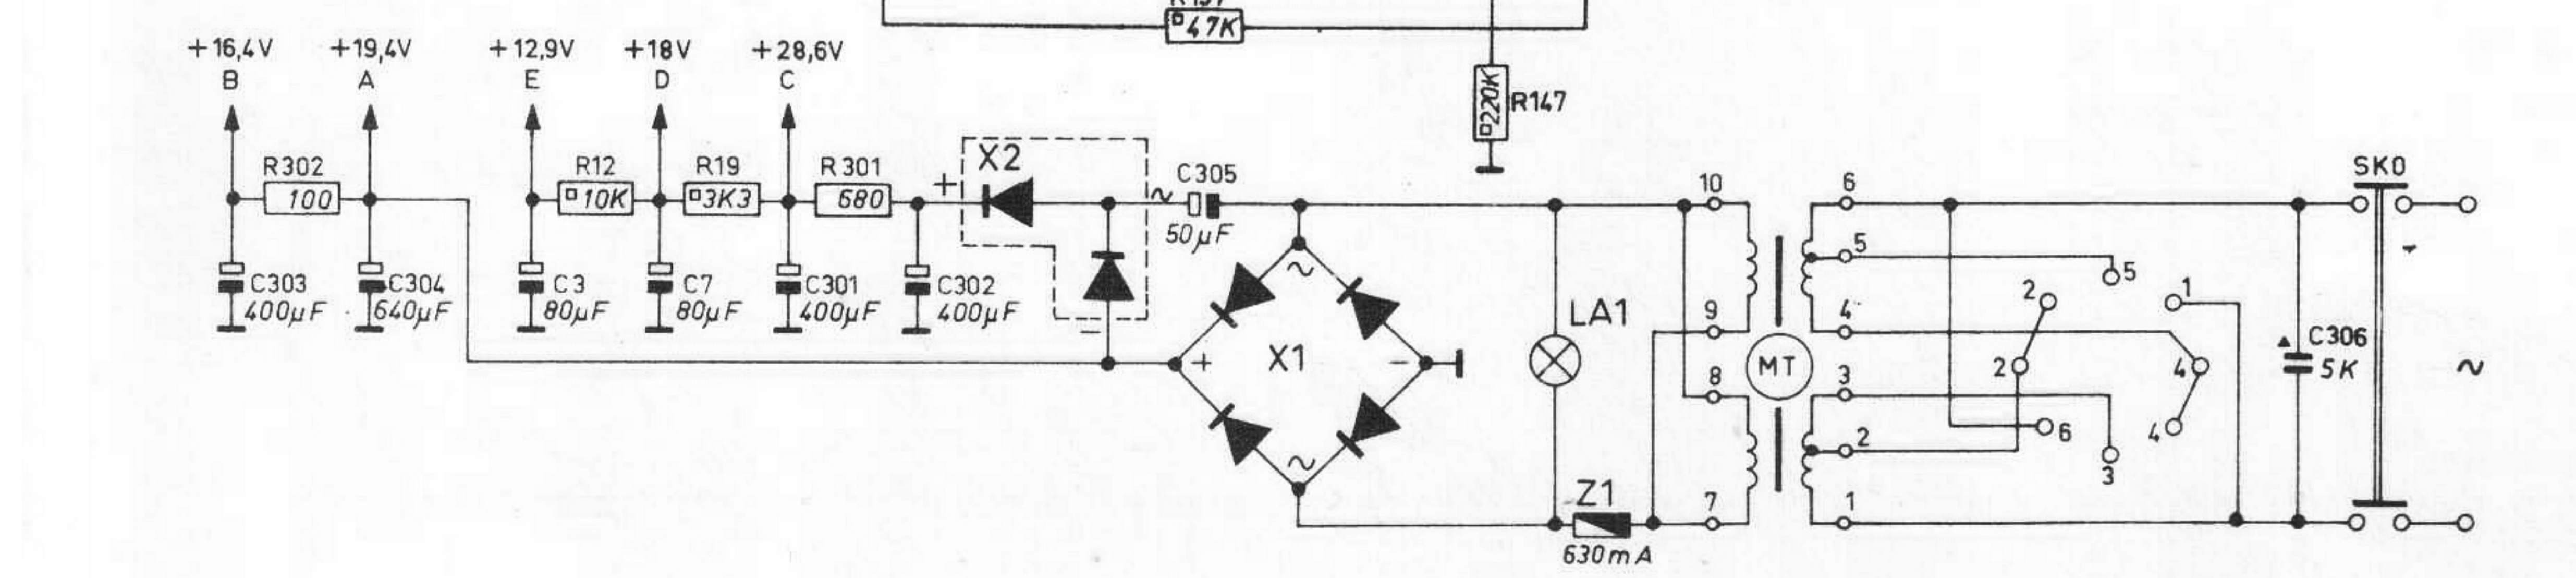 47K
+16,4V +19,4V +12,9V +18V +28,6V
B A E D C
220K R147
R302 R12 R19 R301 X2 C305 SK0
100 10K 3K3 680 + ~ 50µF
10 6
5 5
9 4
8 3
7 2
1
C303 C304 C3 C7 C301 C302
400µF 640µF 80µF 80µF 400µF 400µF
–
~
+ X1 –
~
LA1
MT
2 1
2 4
6 4
3
C306
5K
~
Z1
630mA